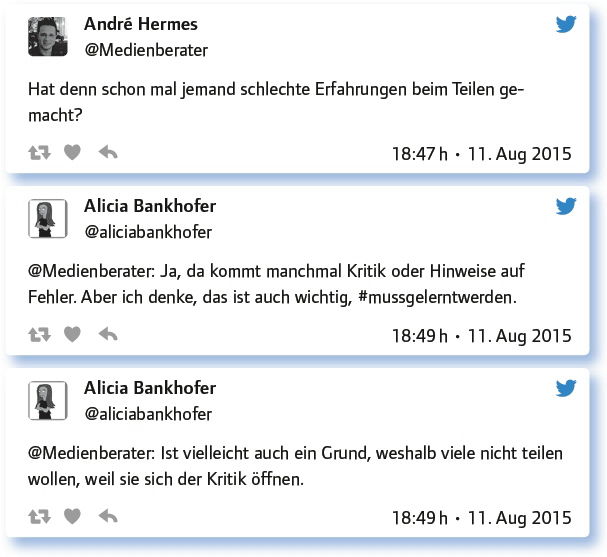 André Hermes
@Medienberater
Hat denn schon mal jemand schlechte Erfahrungen beim Teilen ge-
macht?
18:47 h · 11. Aug 2015
Alicia Bankhofer
@aliciabankhofer
@Medienberater: Ja, da kommt manchmal Kritik oder Hinweise auf
Fehler. Aber ich denke, das ist auch wichtig, #mussgelerntwerden.
18:49 h · 11. Aug 2015
Alicia Bankhofer
@aliciabankhofer
@Medienberater: Ist vielleicht auch ein Grund, weshalb viele nicht teilen
wollen, weil sie sich der Kritik öffnen.
18:49 h · 11. Aug 2015